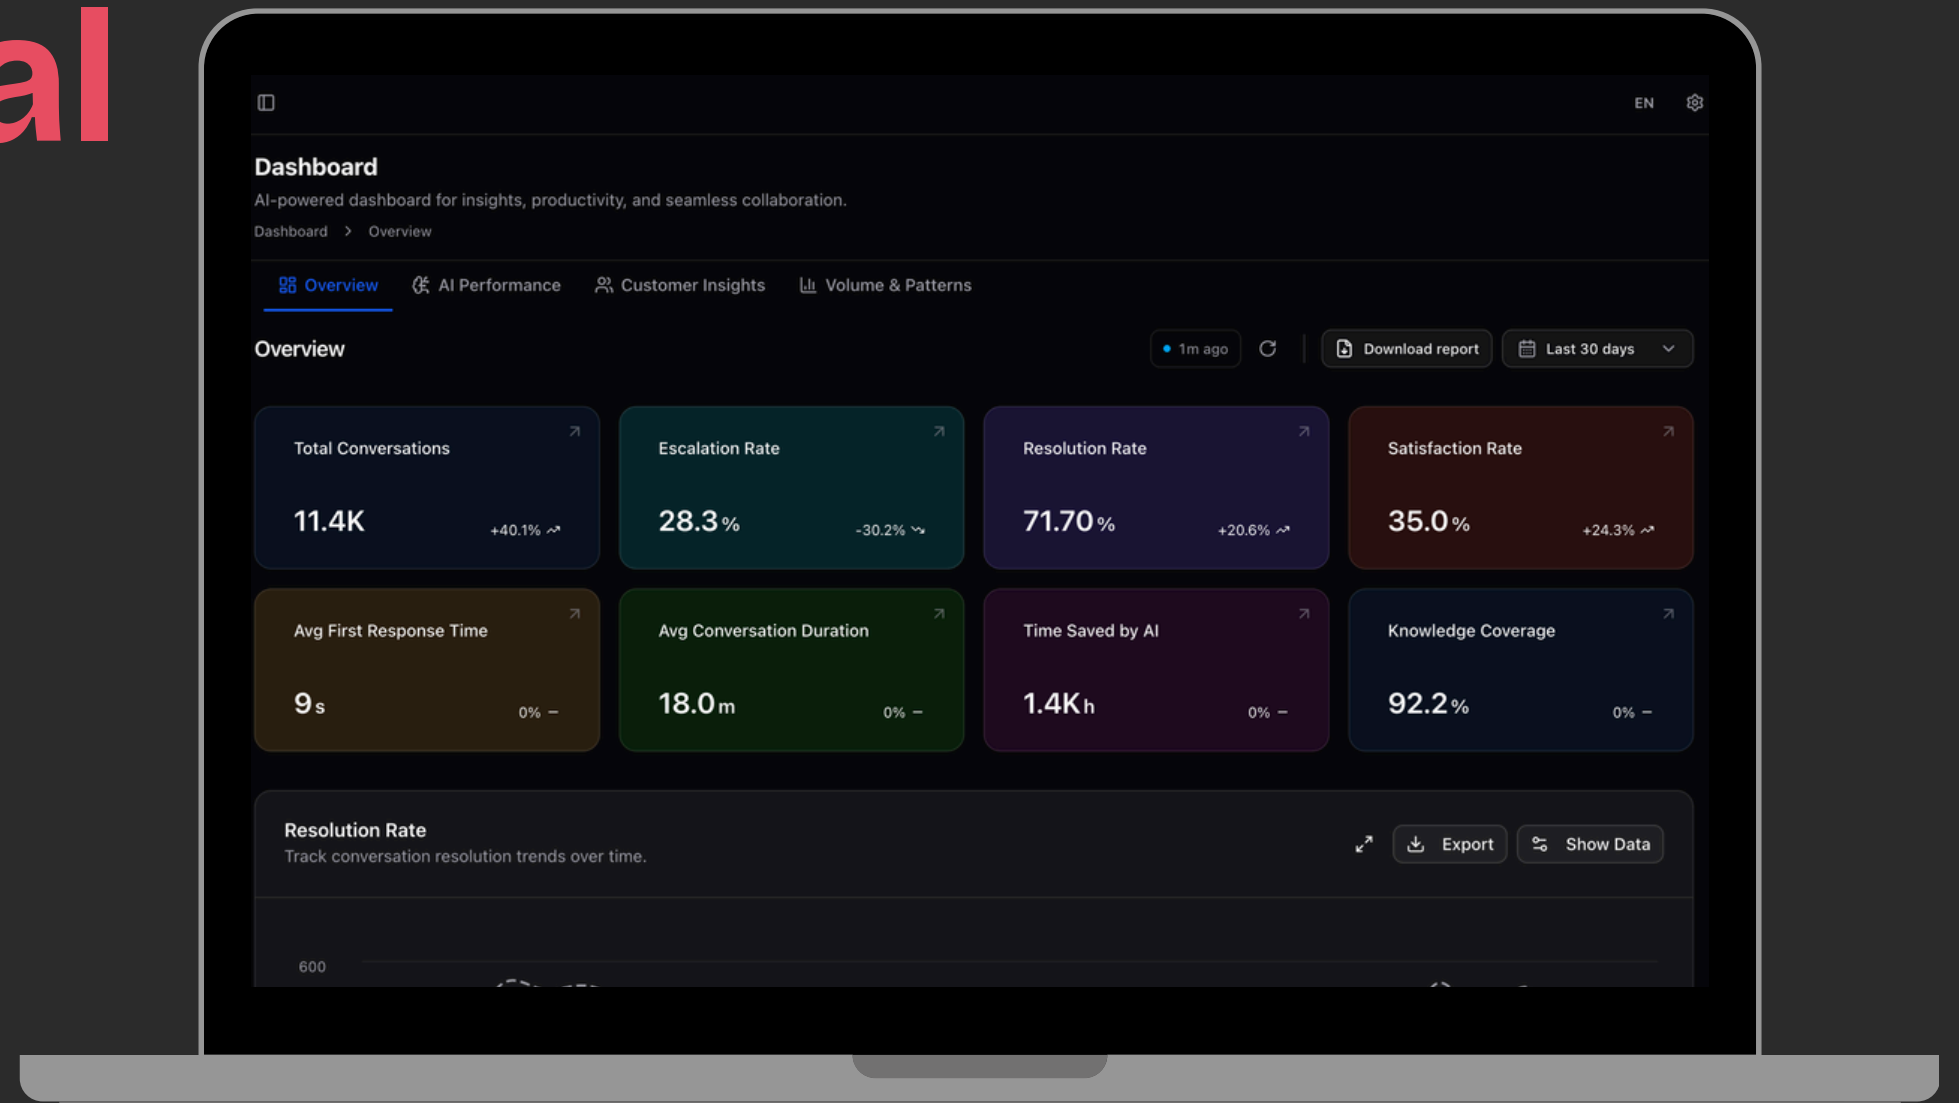 al
EN
Dashboard
AI-powered dashboard for insights, productivity, and seamless collaboration.
Dashboard > Overview
Overview AI Performance Customer Insights Volume & Patterns
Overview 1m ago Download report Last 30 days
Total Conversations
11.4K +40.1%
Escalation Rate
28.3% -30.2%
Resolution Rate
71.70% +20.6%
Satisfaction Rate
35.0% +24.3%
Avg First Response Time
9s 0% –
Avg Conversation Duration
18.0m 0% –
Time Saved by AI
1.4Kh 0% –
Knowledge Coverage
92.2% 0% –
Resolution Rate
Track conversation resolution trends over time.
Export Show Data
600